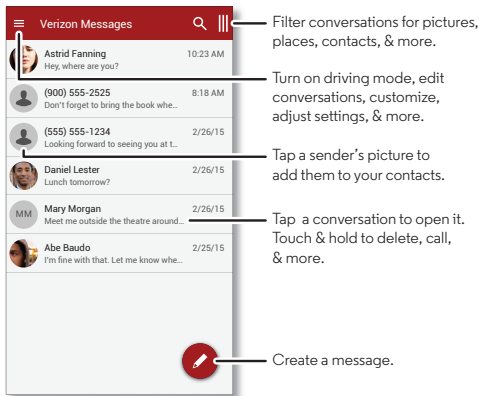 Verizon Messages
Astrid Fanning 10:23 AM
Hey, where are you?
(900) 555-2525 8:18 AM
Don't forget to bring the book whe...
(555) 555-1234 2/26/15
Looking forward to seeing you at t...
Daniel Lester 2/26/15
Lunch tomorrow?
MM
Mary Morgan 2/26/15
Meet me outside the theatre around...
Abe Baudo 2/25/15
I'm fine with that. Let me know whe...
Filter conversations for pictures,
places, contacts, & more.
Turn on driving mode, edit
conversations, customize,
adjust settings, & more.
Tap a sender's picture to
add them to your contacts.
Tap a conversation to open it.
Touch & hold to delete, call,
& more.
Create a message.